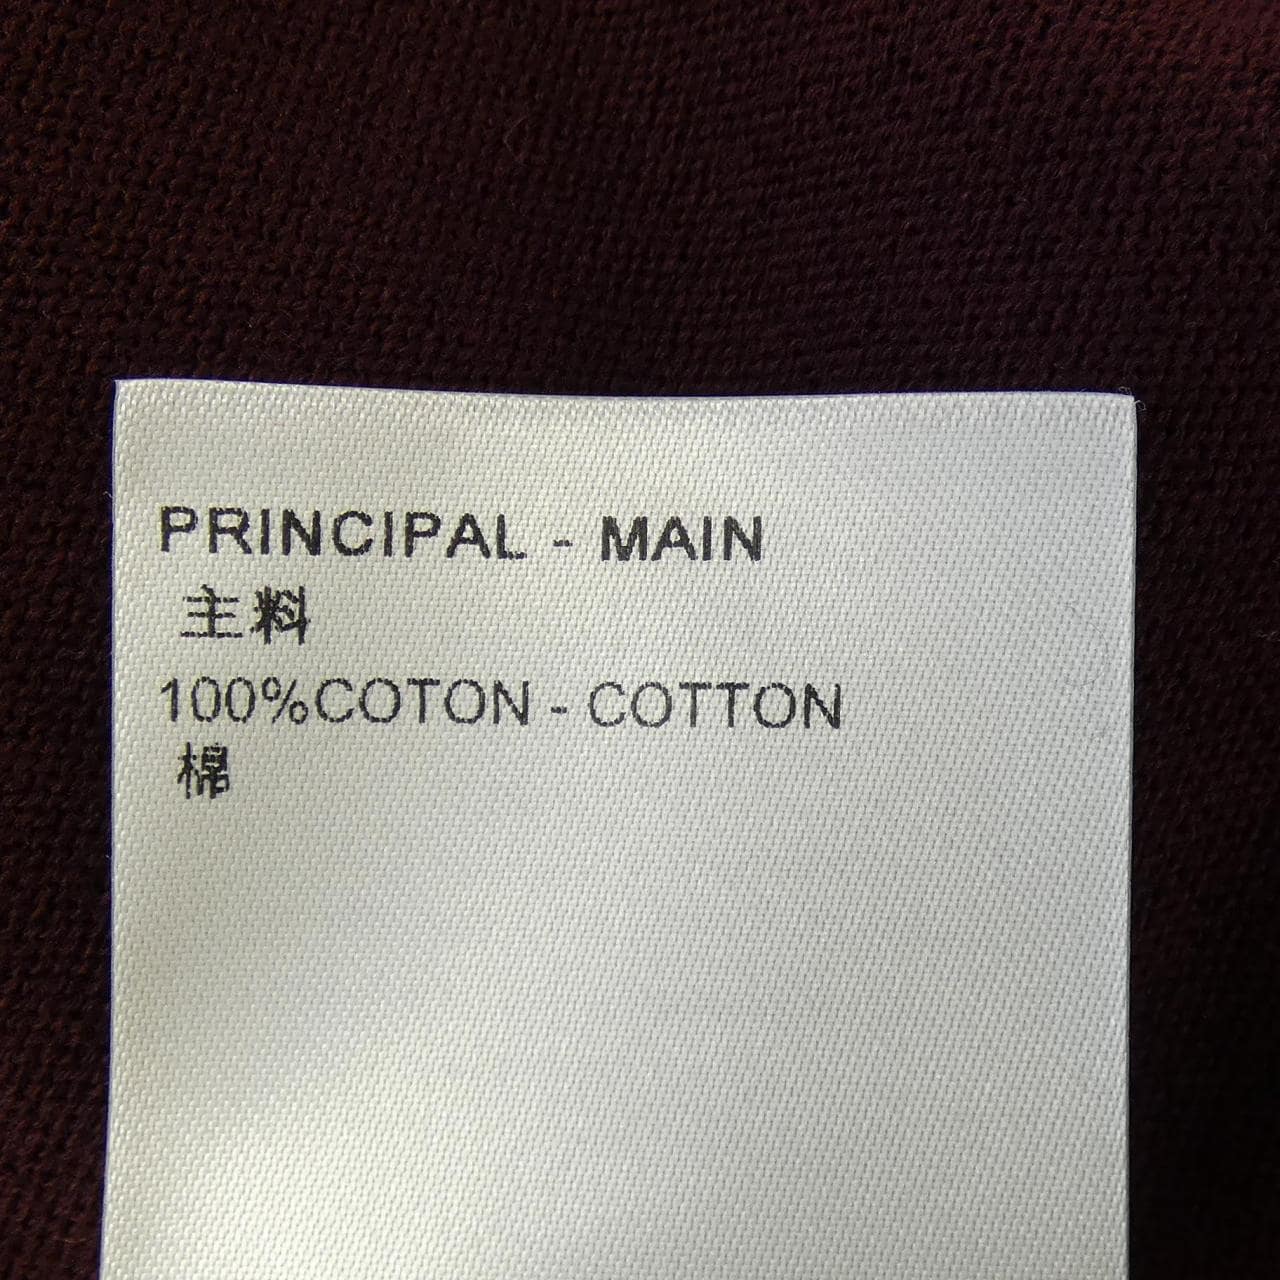 PRINCIPAL - MAIN
主料
100%COTON - COTTON
棉